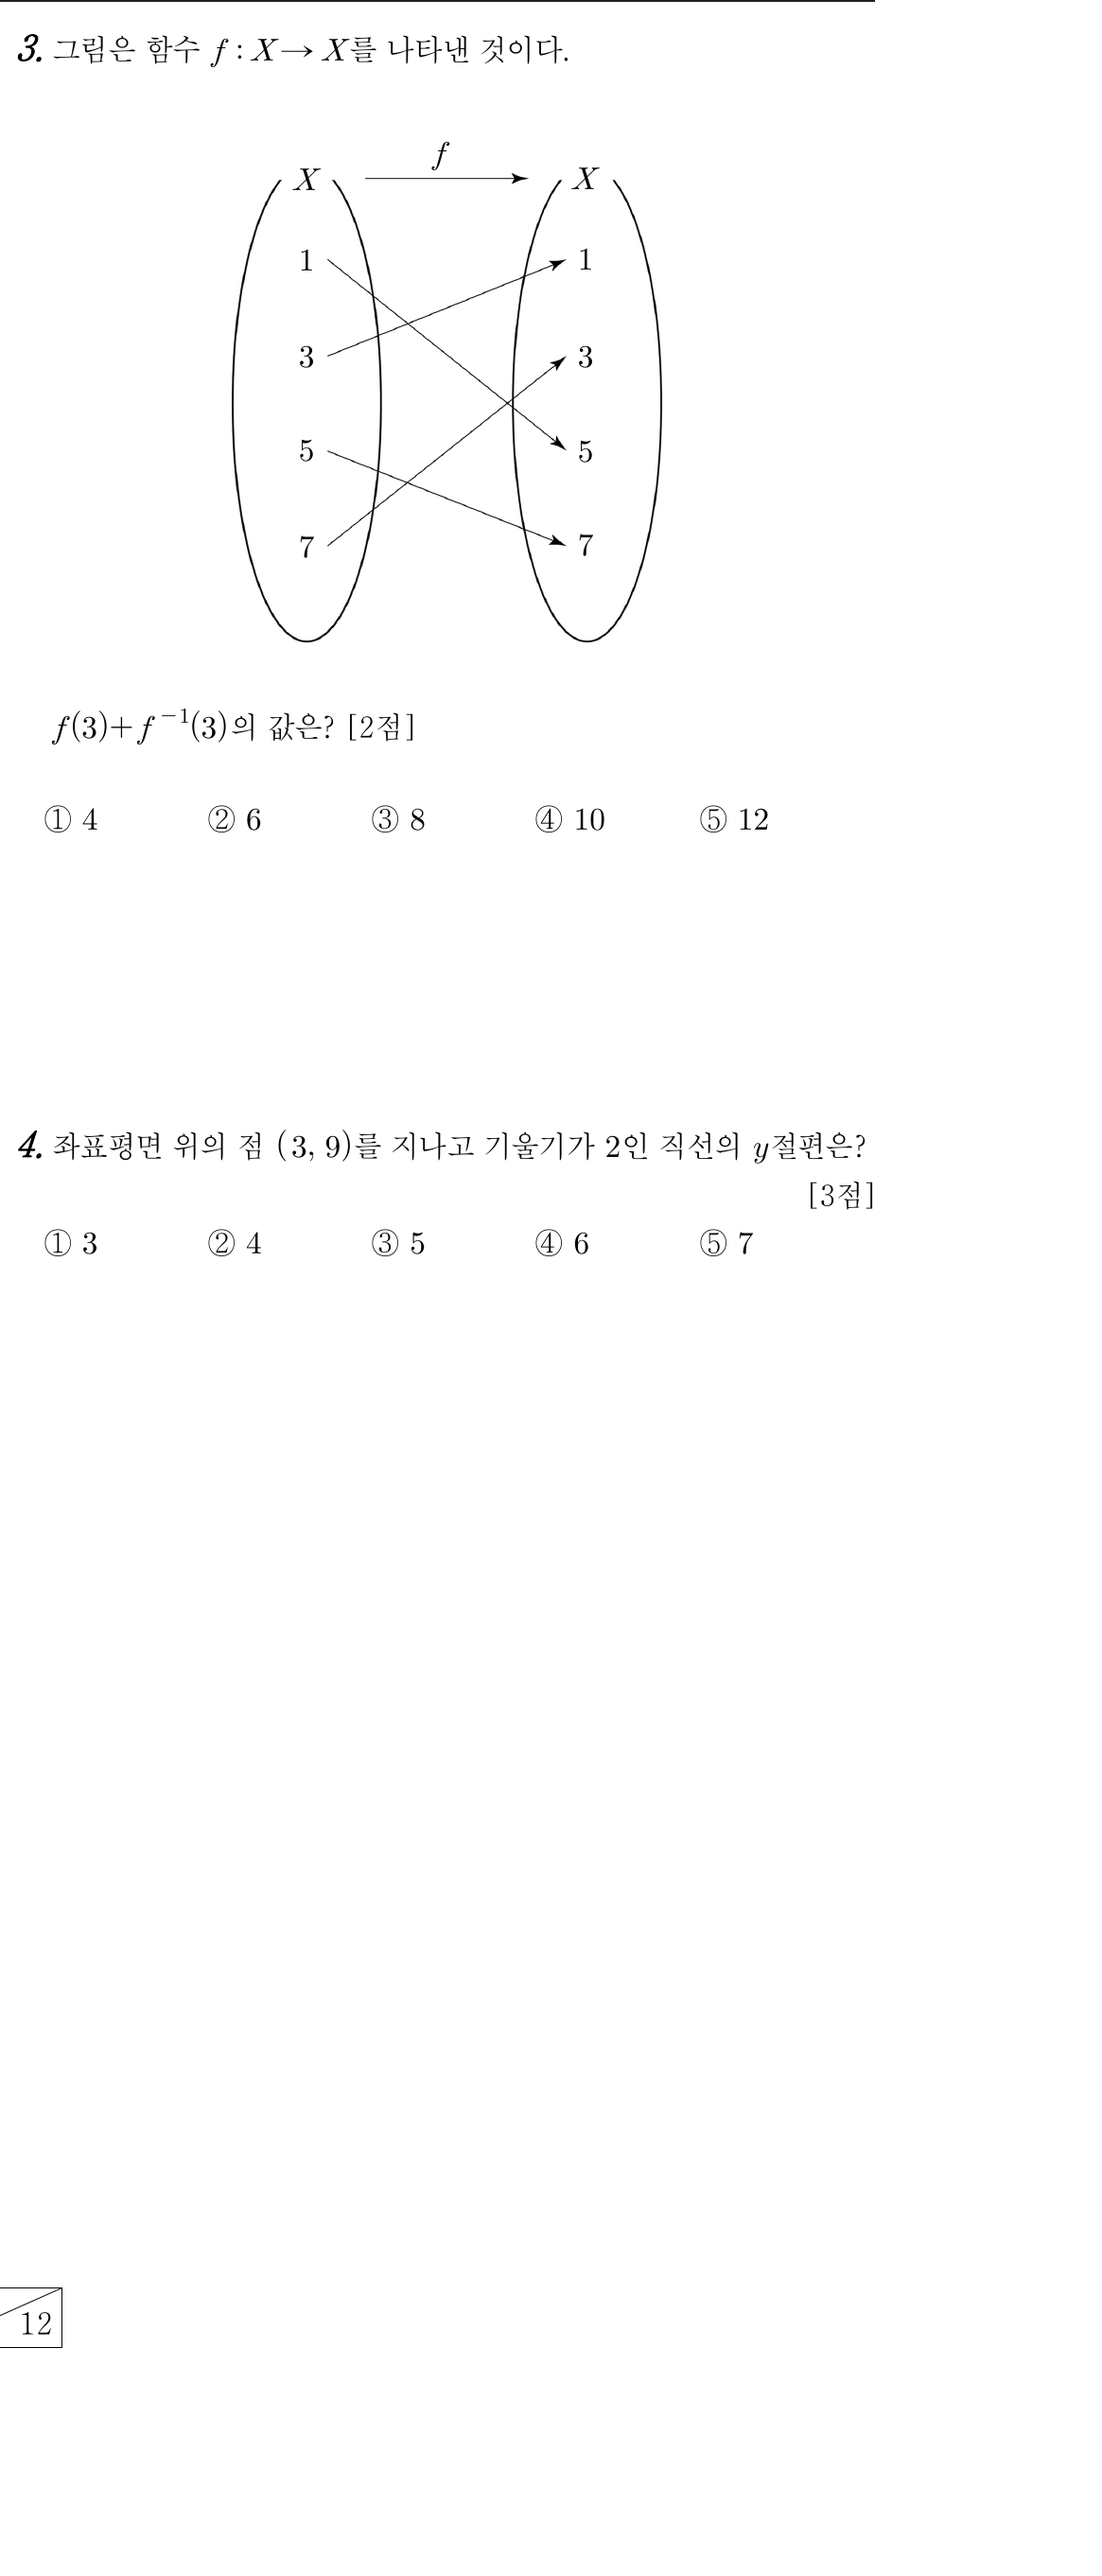 3. 그림은 함수 f : X → X를 나타낸 것이다.
f
X X
1 1
3 3
5 5
7 7
f(3)+f⁻¹(3)의 값은? [2점]
① 4 ② 6 ③ 8 ④ 10 ⑤ 12
4. 좌표평면 위의 점 (3, 9)를 지나고 기울기가 2인 직선의 y절편은?
[3점]
① 3 ② 4 ③ 5 ④ 6 ⑤ 7
12